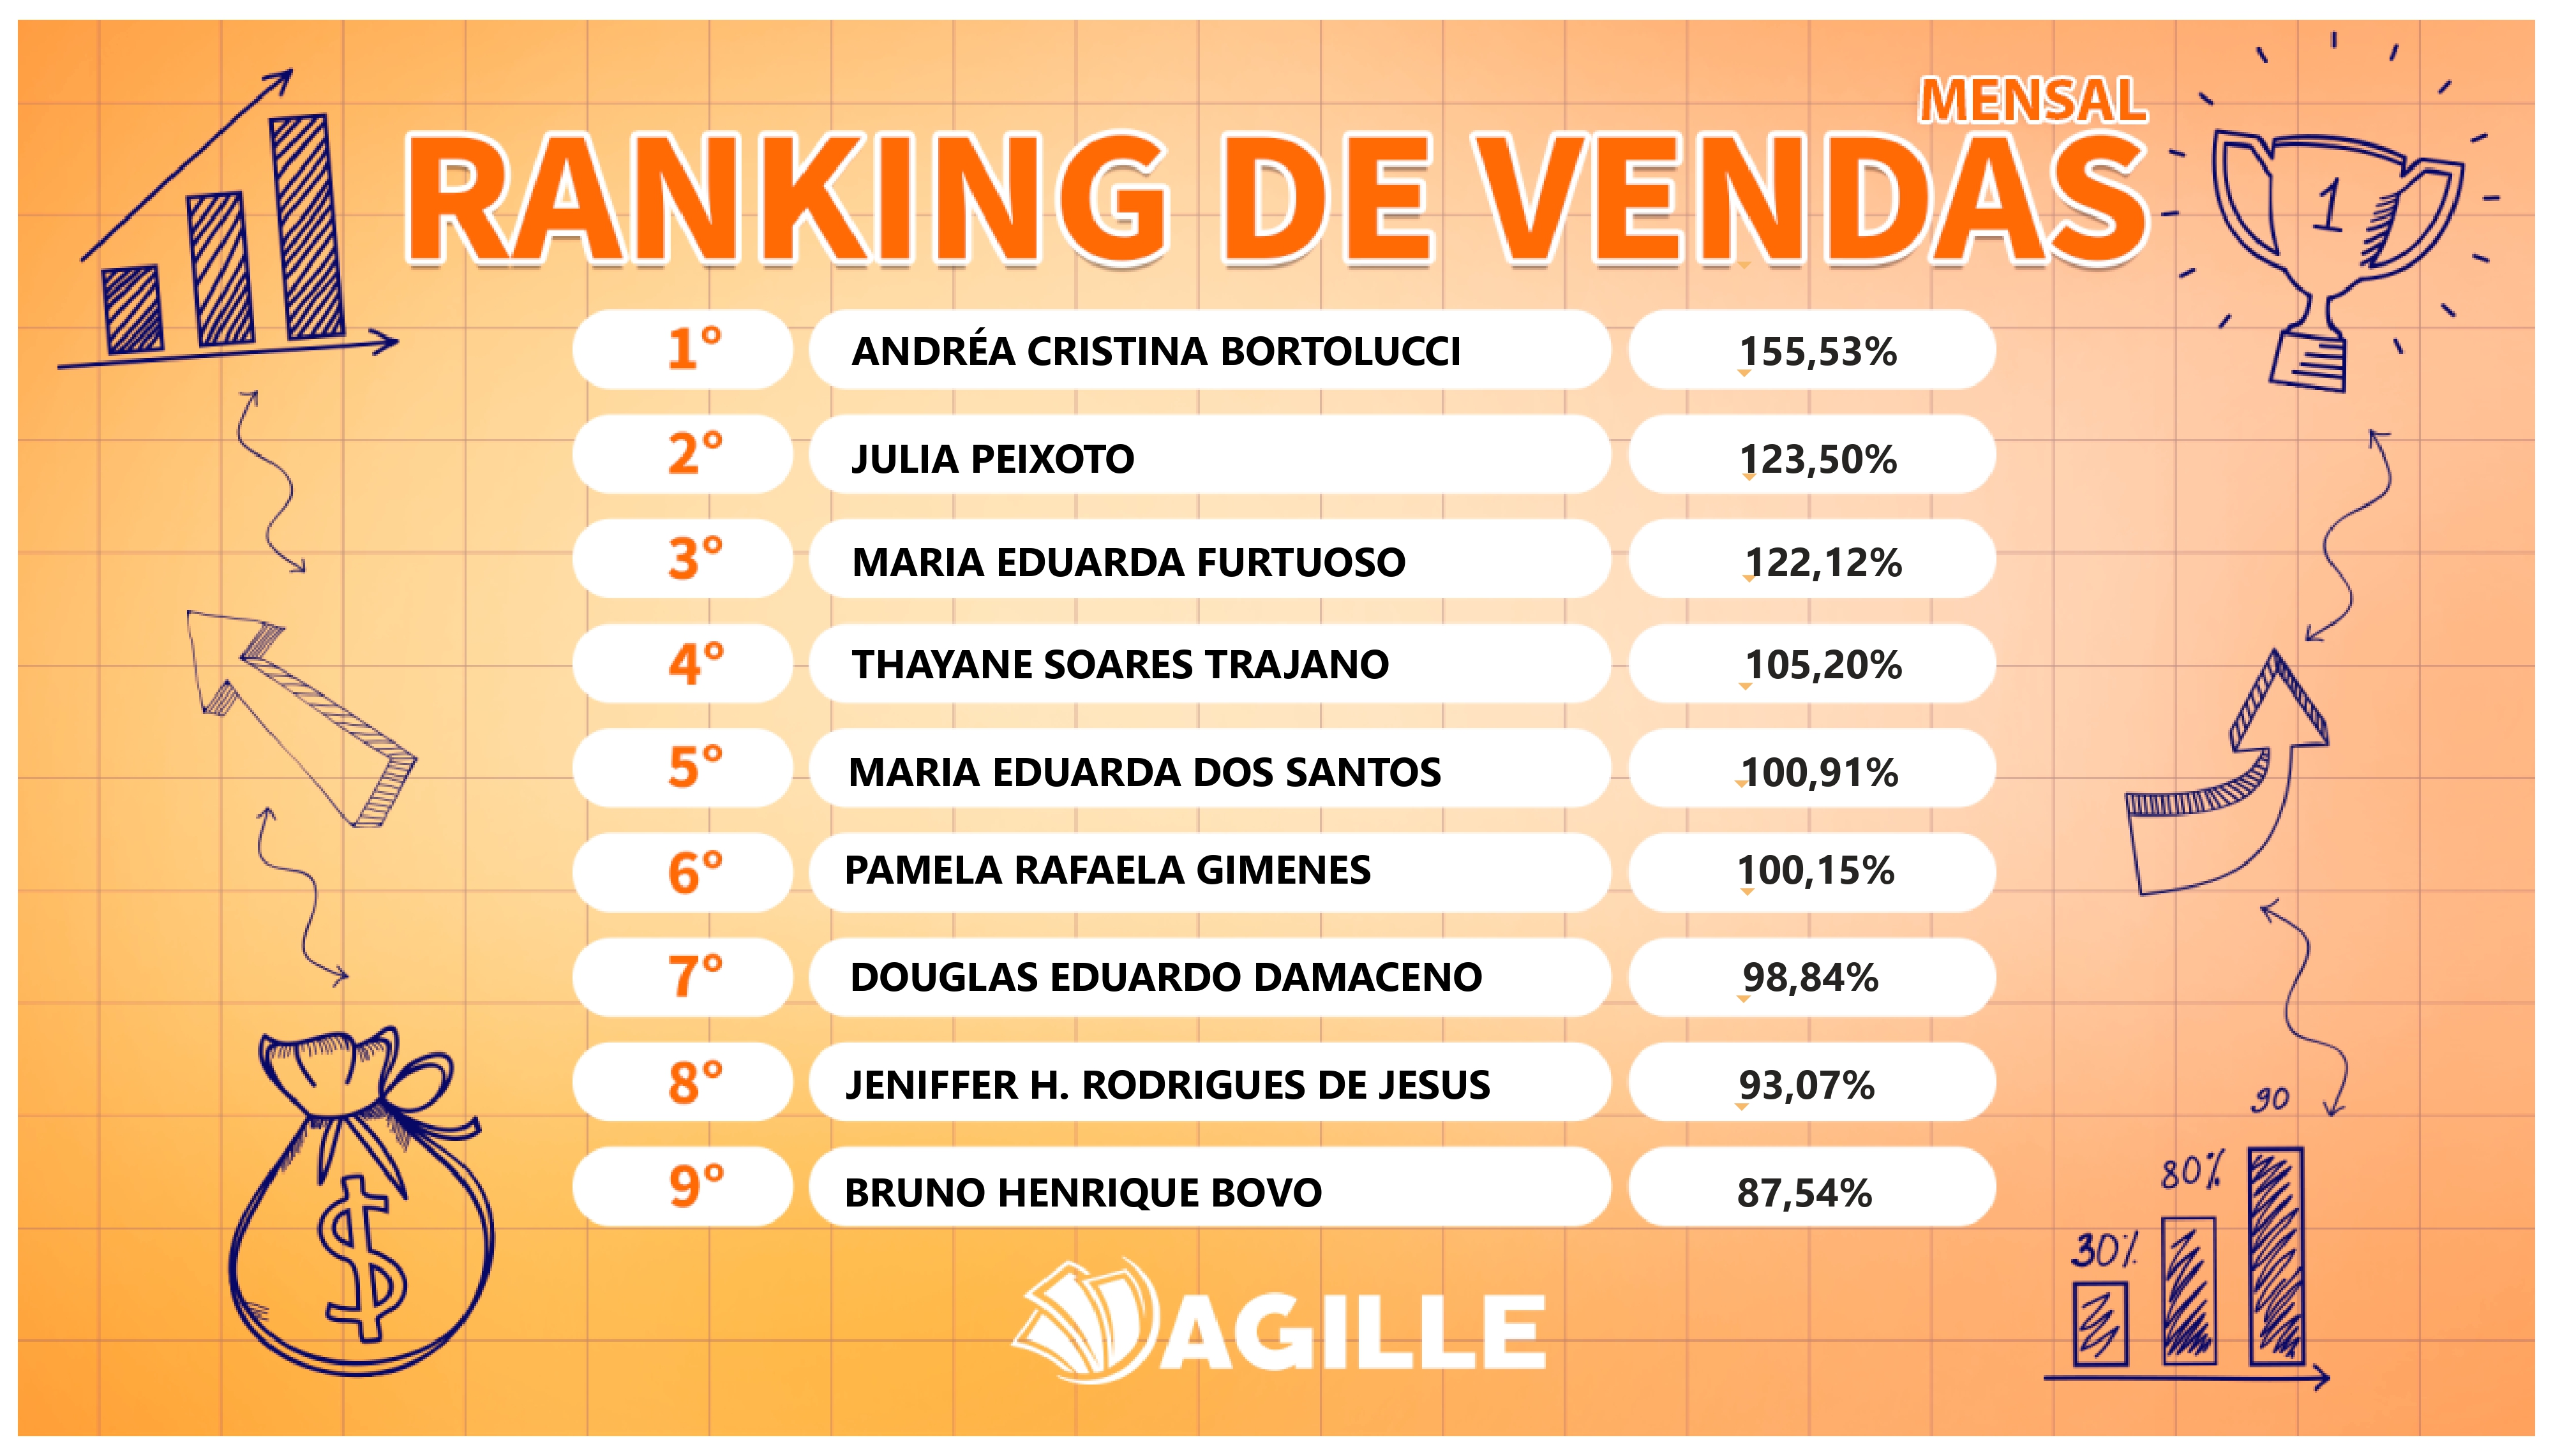 MENSAL
RANKING DE VENDAS
1
1° ANDRÉA CRISTINA BORTOLUCCI 155,53%
2° JULIA PEIXOTO 123,50%
3° MARIA EDUARDA FURTUOSO 122,12%
4° THAYANE SOARES TRAJANO 105,20%
5° MARIA EDUARDA DOS SANTOS 100,91%
6° PAMELA RAFAELA GIMENES 100,15%
7° DOUGLAS EDUARDO DAMACENO 98,84%
8° JENIFFER H. RODRIGUES DE JESUS 93,07%
9° BRUNO HENRIQUE BOVO 87,54%
$
30%
80%
90
AGILLE